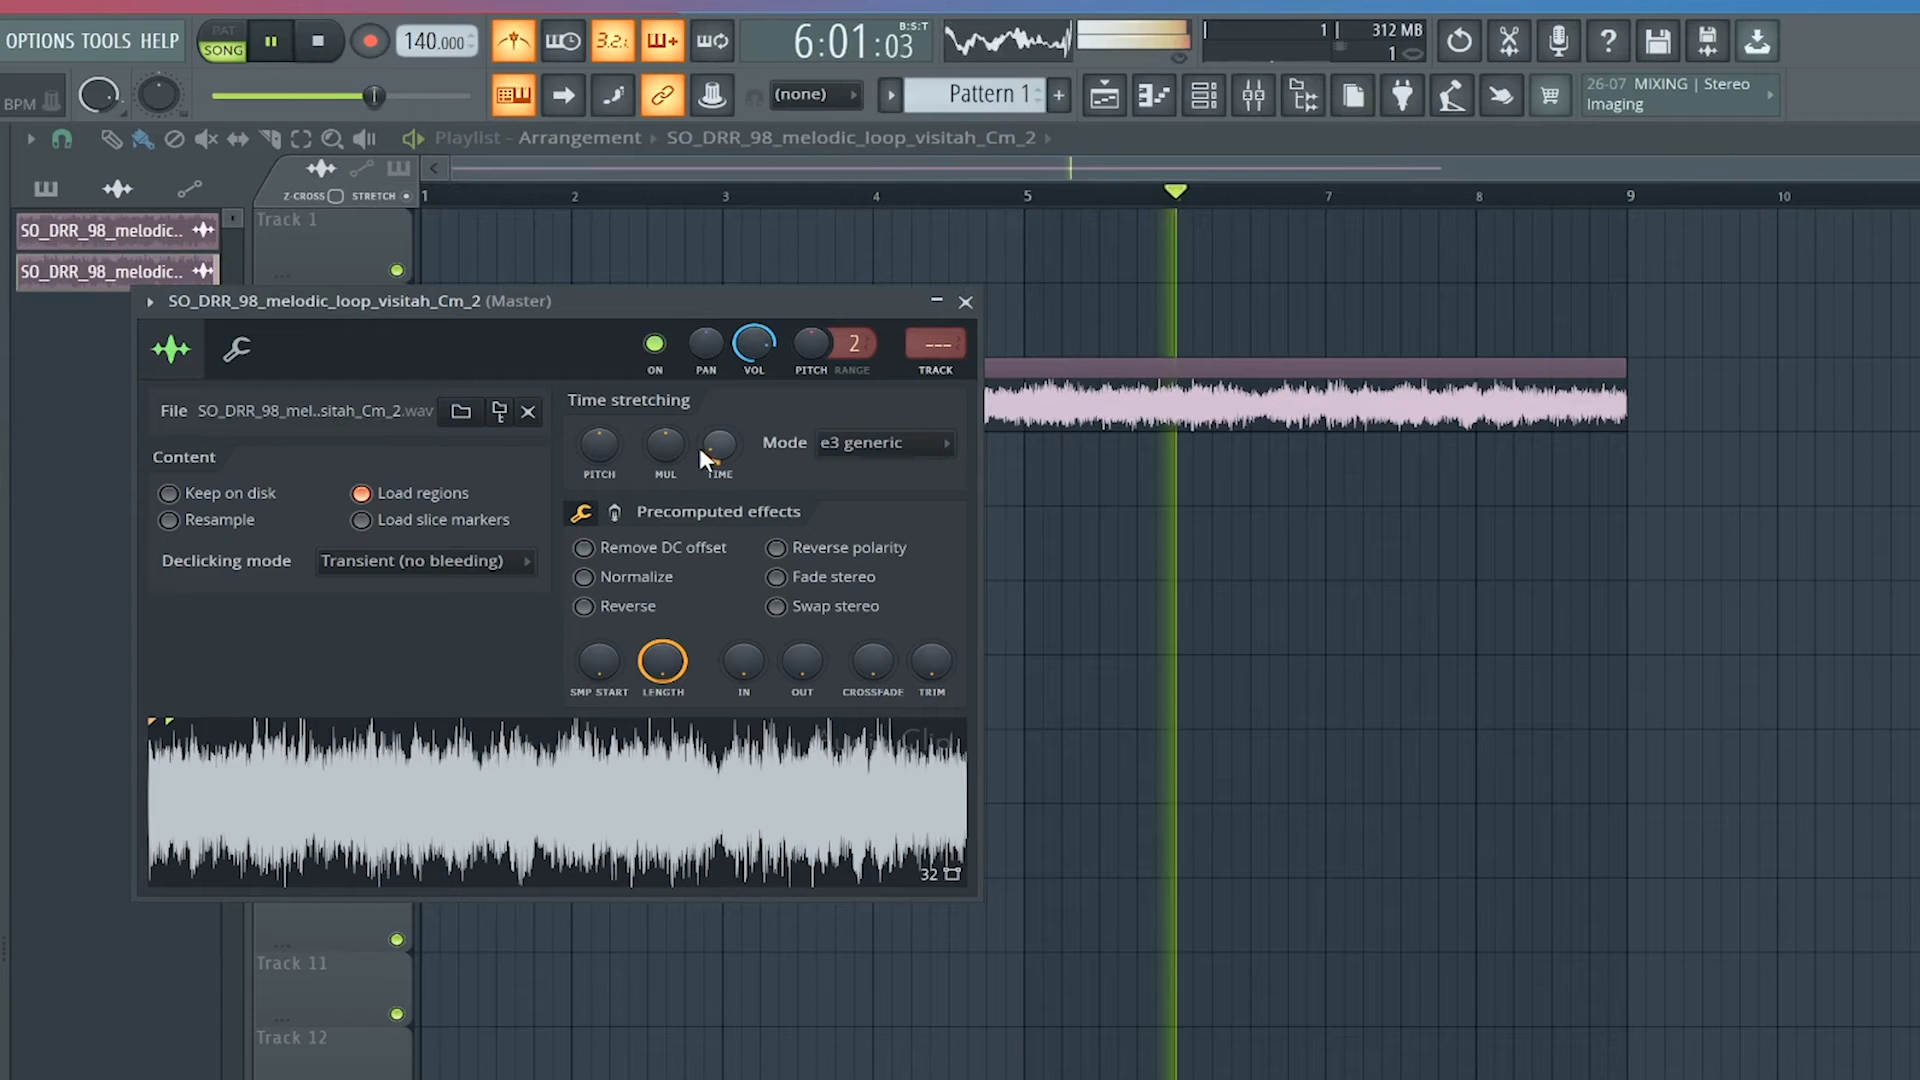 OPTIONS TOOLS HELP
PAT
SONG
140.000
3.2.
6:01:03
B:S:T
1
312 MB
1
BPM
(none)
Pattern 1
+
26-07 MIXING | Stereo
Imaging
Playlist - Arrangement › SO_DRR_98_melodic_loop_visitah_Cm_2
Z-CROSS STRETCH
1 2 3 4 5 7 8 9 10
SO_DRR_98_melodic..
Track 1
SO_DRR_98_melodic..
SO_DRR_98_melodic_loop_visitah_Cm_2 (Master)
2
---
ON PAN VOL PITCH RANGE TRACK
File SO_DRR_98_mel..sitah_Cm_2.wav
Time stretching
Mode e3 generic
PITCH MUL TIME
Content
Keep on disk
Load regions
Resample
Load slice markers
Declicking mode Transient (no bleeding)
Precomputed effects
Remove DC offset
Reverse polarity
Normalize
Fade stereo
Reverse
Swap stereo
SMP START LENGTH IN OUT CROSSFADE TRIM
Audio Clip
32
Track 11
Track 12